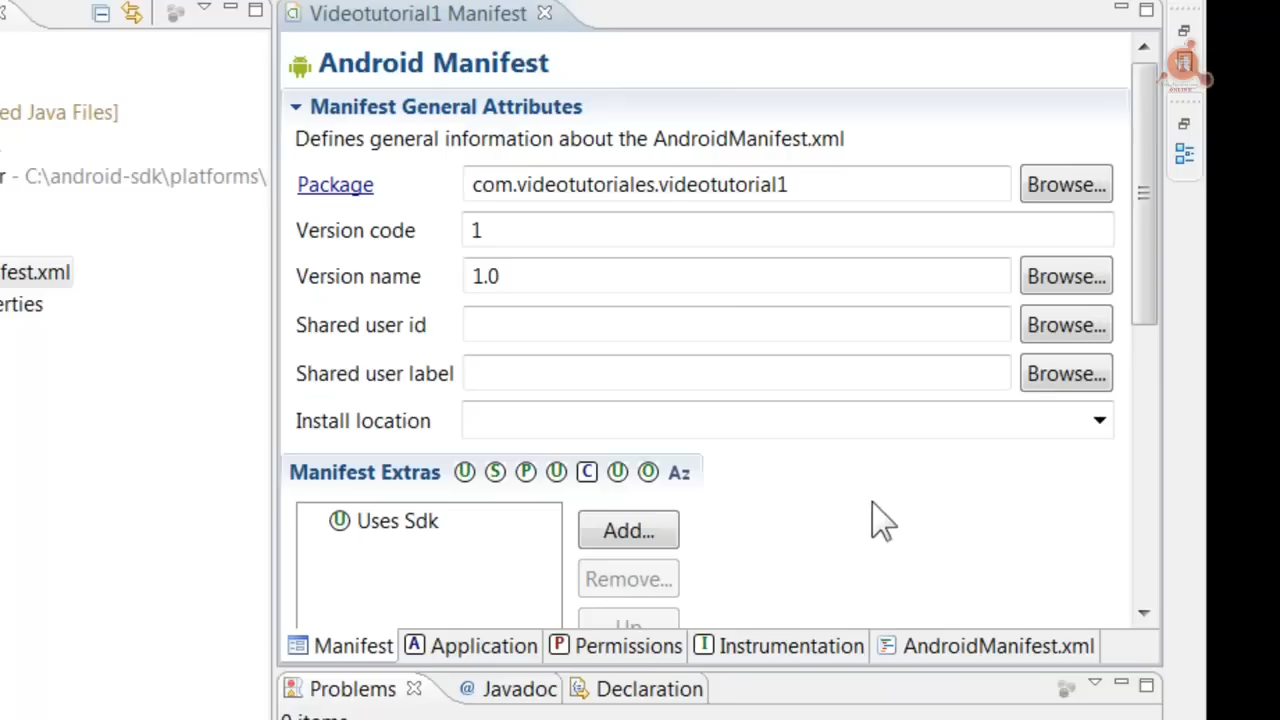 Videotutorial1 Manifest
Android Manifest
ed Java Files]
Manifest General Attributes
Defines general information about the AndroidManifest.xml
r - C:\android-sdk\platforms\
Package com.videotutoriales.videotutorial1 Browse...
Version code 1
fest.xml
Version name 1.0 Browse...
erties
Shared user id Browse...
Shared user label Browse...
Install location
Manifest Extras U S P U C U O Az
U Uses Sdk
Add...
Remove...
Up
Manifest A Application P Permissions I Instrumentation AndroidManifest.xml
Problems @ Javadoc Declaration
0 items